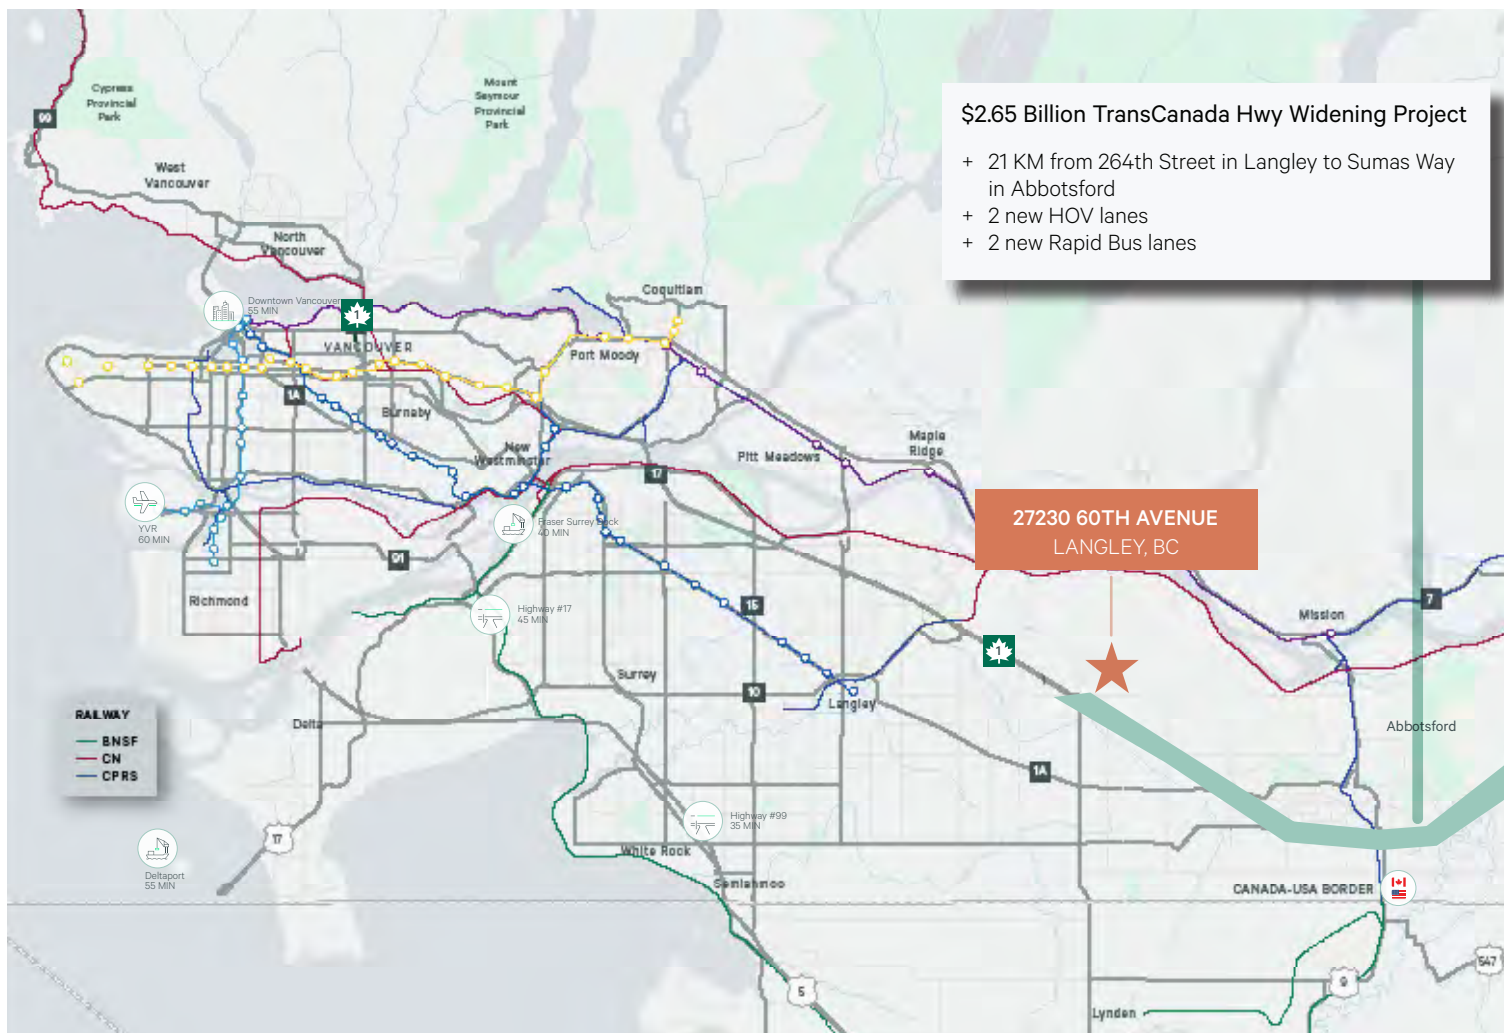 99
Cypress
Provincial
Park
Mount
Seymour
Provincial
Park
$2.65 Billion TransCanada Hwy Widening Project
+ 21 KM from 264th Street in Langley to Sumas Way
in Abbotsford
+ 2 new HOV lanes
+ 2 new Rapid Bus lanes
West
Vancouver
North
Vancouver
Coquitlam
Downtown Vancouver
55 MIN
1
VANCOUVER
Port Moody
1A
Burnaby
New
Westminster
17
Pitt Meadows
Maple
Ridge
YVR
60 MIN
Fraser Surrey Dock
40 MIN
27230 60TH AVENUE
LANGLEY, BC
91
Richmond
Highway #17
45 MIN
15
7
Mission
1
Surrey
10
Langley
Delta
Abbotsford
RAILWAY
BNSF
CN
CPRS
1A
17
Highway #99
35 MIN
White Rock
Deltaport
55 MIN
Semiahmoo
CANADA-USA BORDER
547
5
9
Lynden